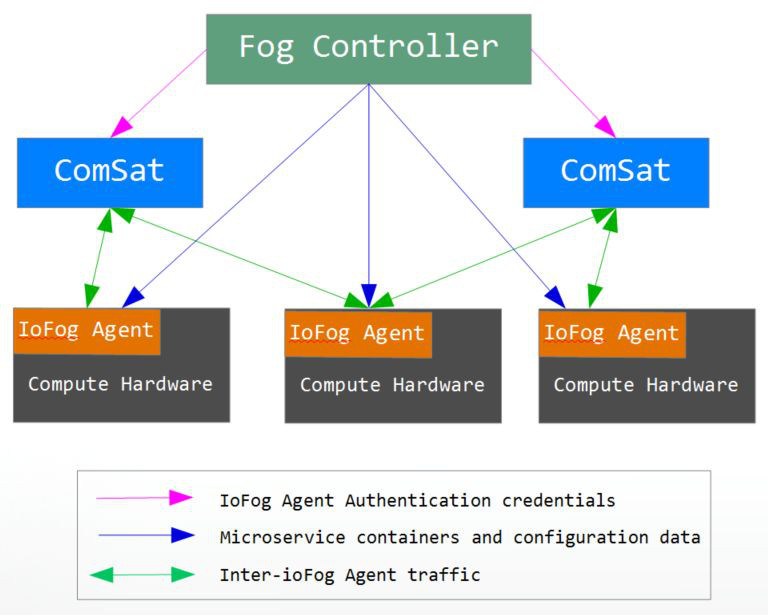 Fog Controller
ComSat
ComSat
IoFog Agent
IoFog Agent
IoFog Agent
Compute Hardware
Compute Hardware
Compute Hardware
IoFog Agent Authentication credentials
Microservice containers and configuration data
Inter-ioFog Agent traffic